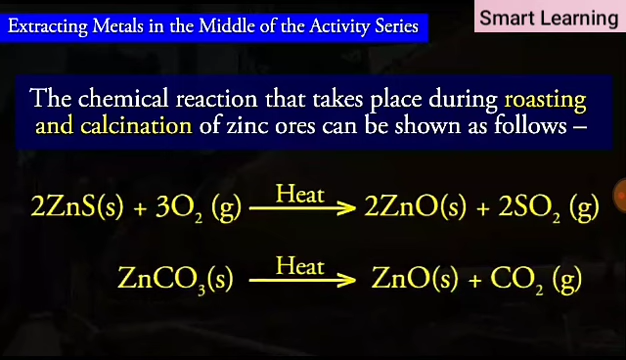 Smart Learning
Extracting Metals in the Middle of the Activity Series
The chemical reaction that takes place during roasting
and calcination of zinc ores can be shown as follows –
2ZnS(s) + 3O₂ (g) —Heat→ 2ZnO(s) + 2SO₂ (g)
ZnCO₃(s) —Heat→ ZnO(s) + CO₂ (g)